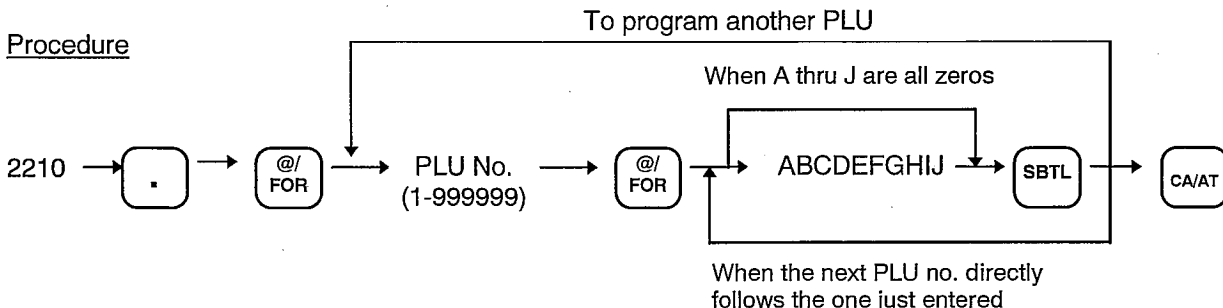 To program another PLU
Procedure
When A thru J are all zeros
2210 . @/ FOR PLU No. @/ FOR ABCDEFGHIJ SBTL CA/AT
(1-999999)
When the next PLU no. directly
follows the one just entered